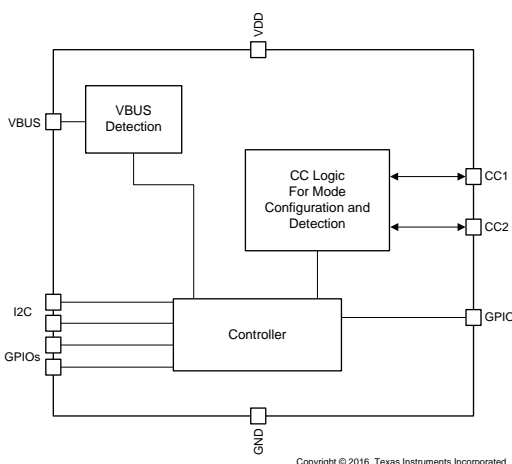 VDD
VBUS
Detection
VBUS
CC Logic
For Mode
Configuration and
Detection
CC1
CC2
I2C
GPIOs
Controller
GPIO
GND
Copyright © 2016, Texas Instruments Incorporated